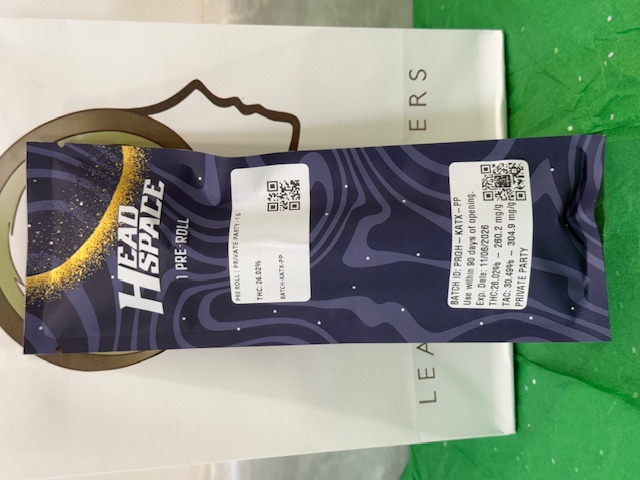 HEAD
SPACE
1 PRE-ROLL
PREROLL | PRIVATE PARTY-1G
THC: 26.02%
BATCH-KATX-PP
BATCH ID: PRGH-KATX-PP
Use within 90 days of opening.
Exp. Date: 11/06/2026
THC:26.02% - 260.2 mg/g
TAC: 30.49% - 304.9 mg/g
PRIVATE PARTY
LEA
ERS